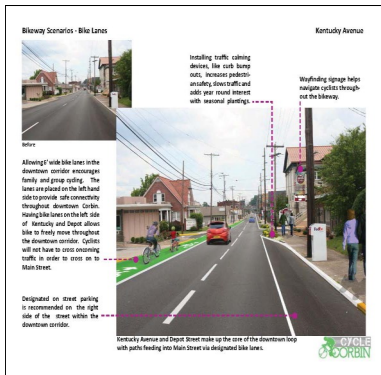 Bikeway Scenarios - Bike Lanes
Kentucky Avenue
Before
Installing traffic calming
devices, like carb bump
outs, increases pedestri-
an safety, slows traffic and
adds year round interest
with seasonal plantings.
Wayfinding signage helps
navigate cyclists through-
out the bikeway.
Allowing 6' wide bike lanes in the
downtown corridor encourages
family and group cycling. The
lanes are placed on the left hand
side to provide safe connectivity
throughout downtown Corbin.
Having bike lanes on the left side
of Kentucky and Depot allows
bike to freely move throughout
the downtown corridor. Cyclists
will not have to cross oncoming
traffic in order to cross on to
Main Street.
Designated on street parking
is recommended on the right
side of the street within the
downtown corridor.
FedEx
Kentucky Avenue and Depot Street make up the core of the downtown loop
with paths feeding into Main Street via designated bike lanes.
CYCLE
CORBIN